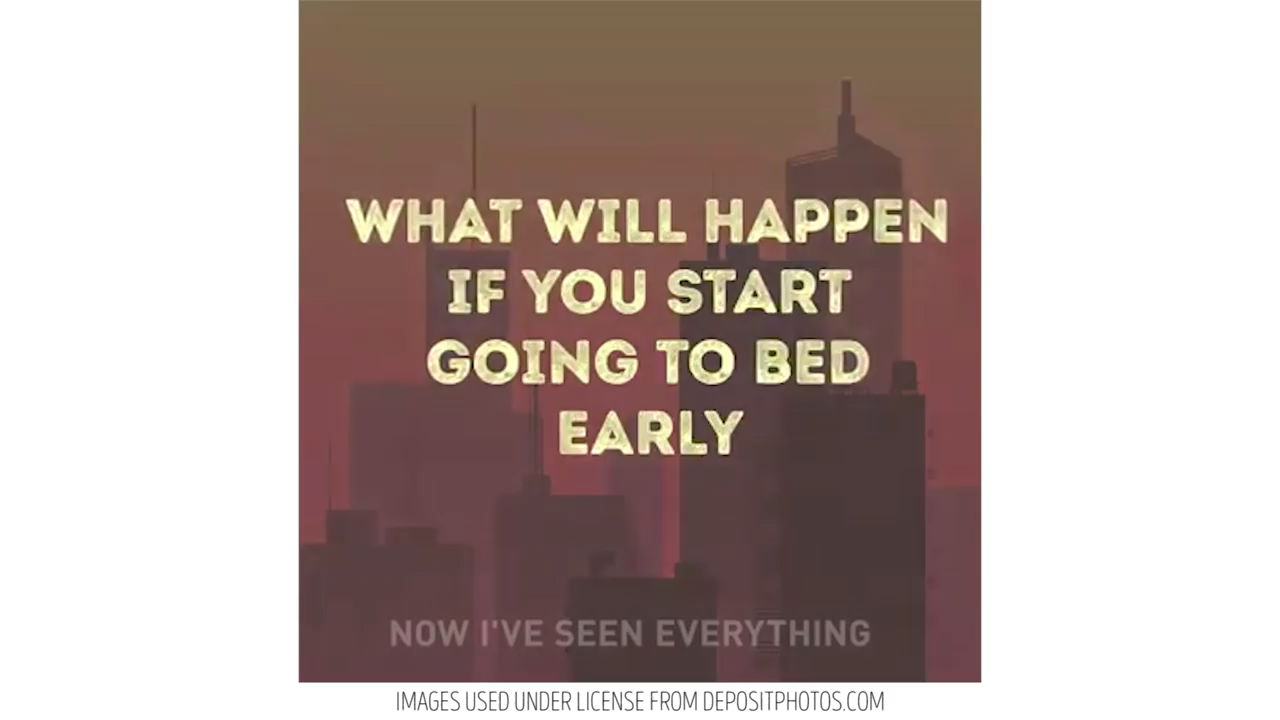 WHAT WILL HAPPEN
IF YOU START
GOING TO BED
EARLY
NOW I'VE SEEN EVERYTHING
IMAGES USED UNDER LICENSE FROM DEPOSITPHOTOS.COM